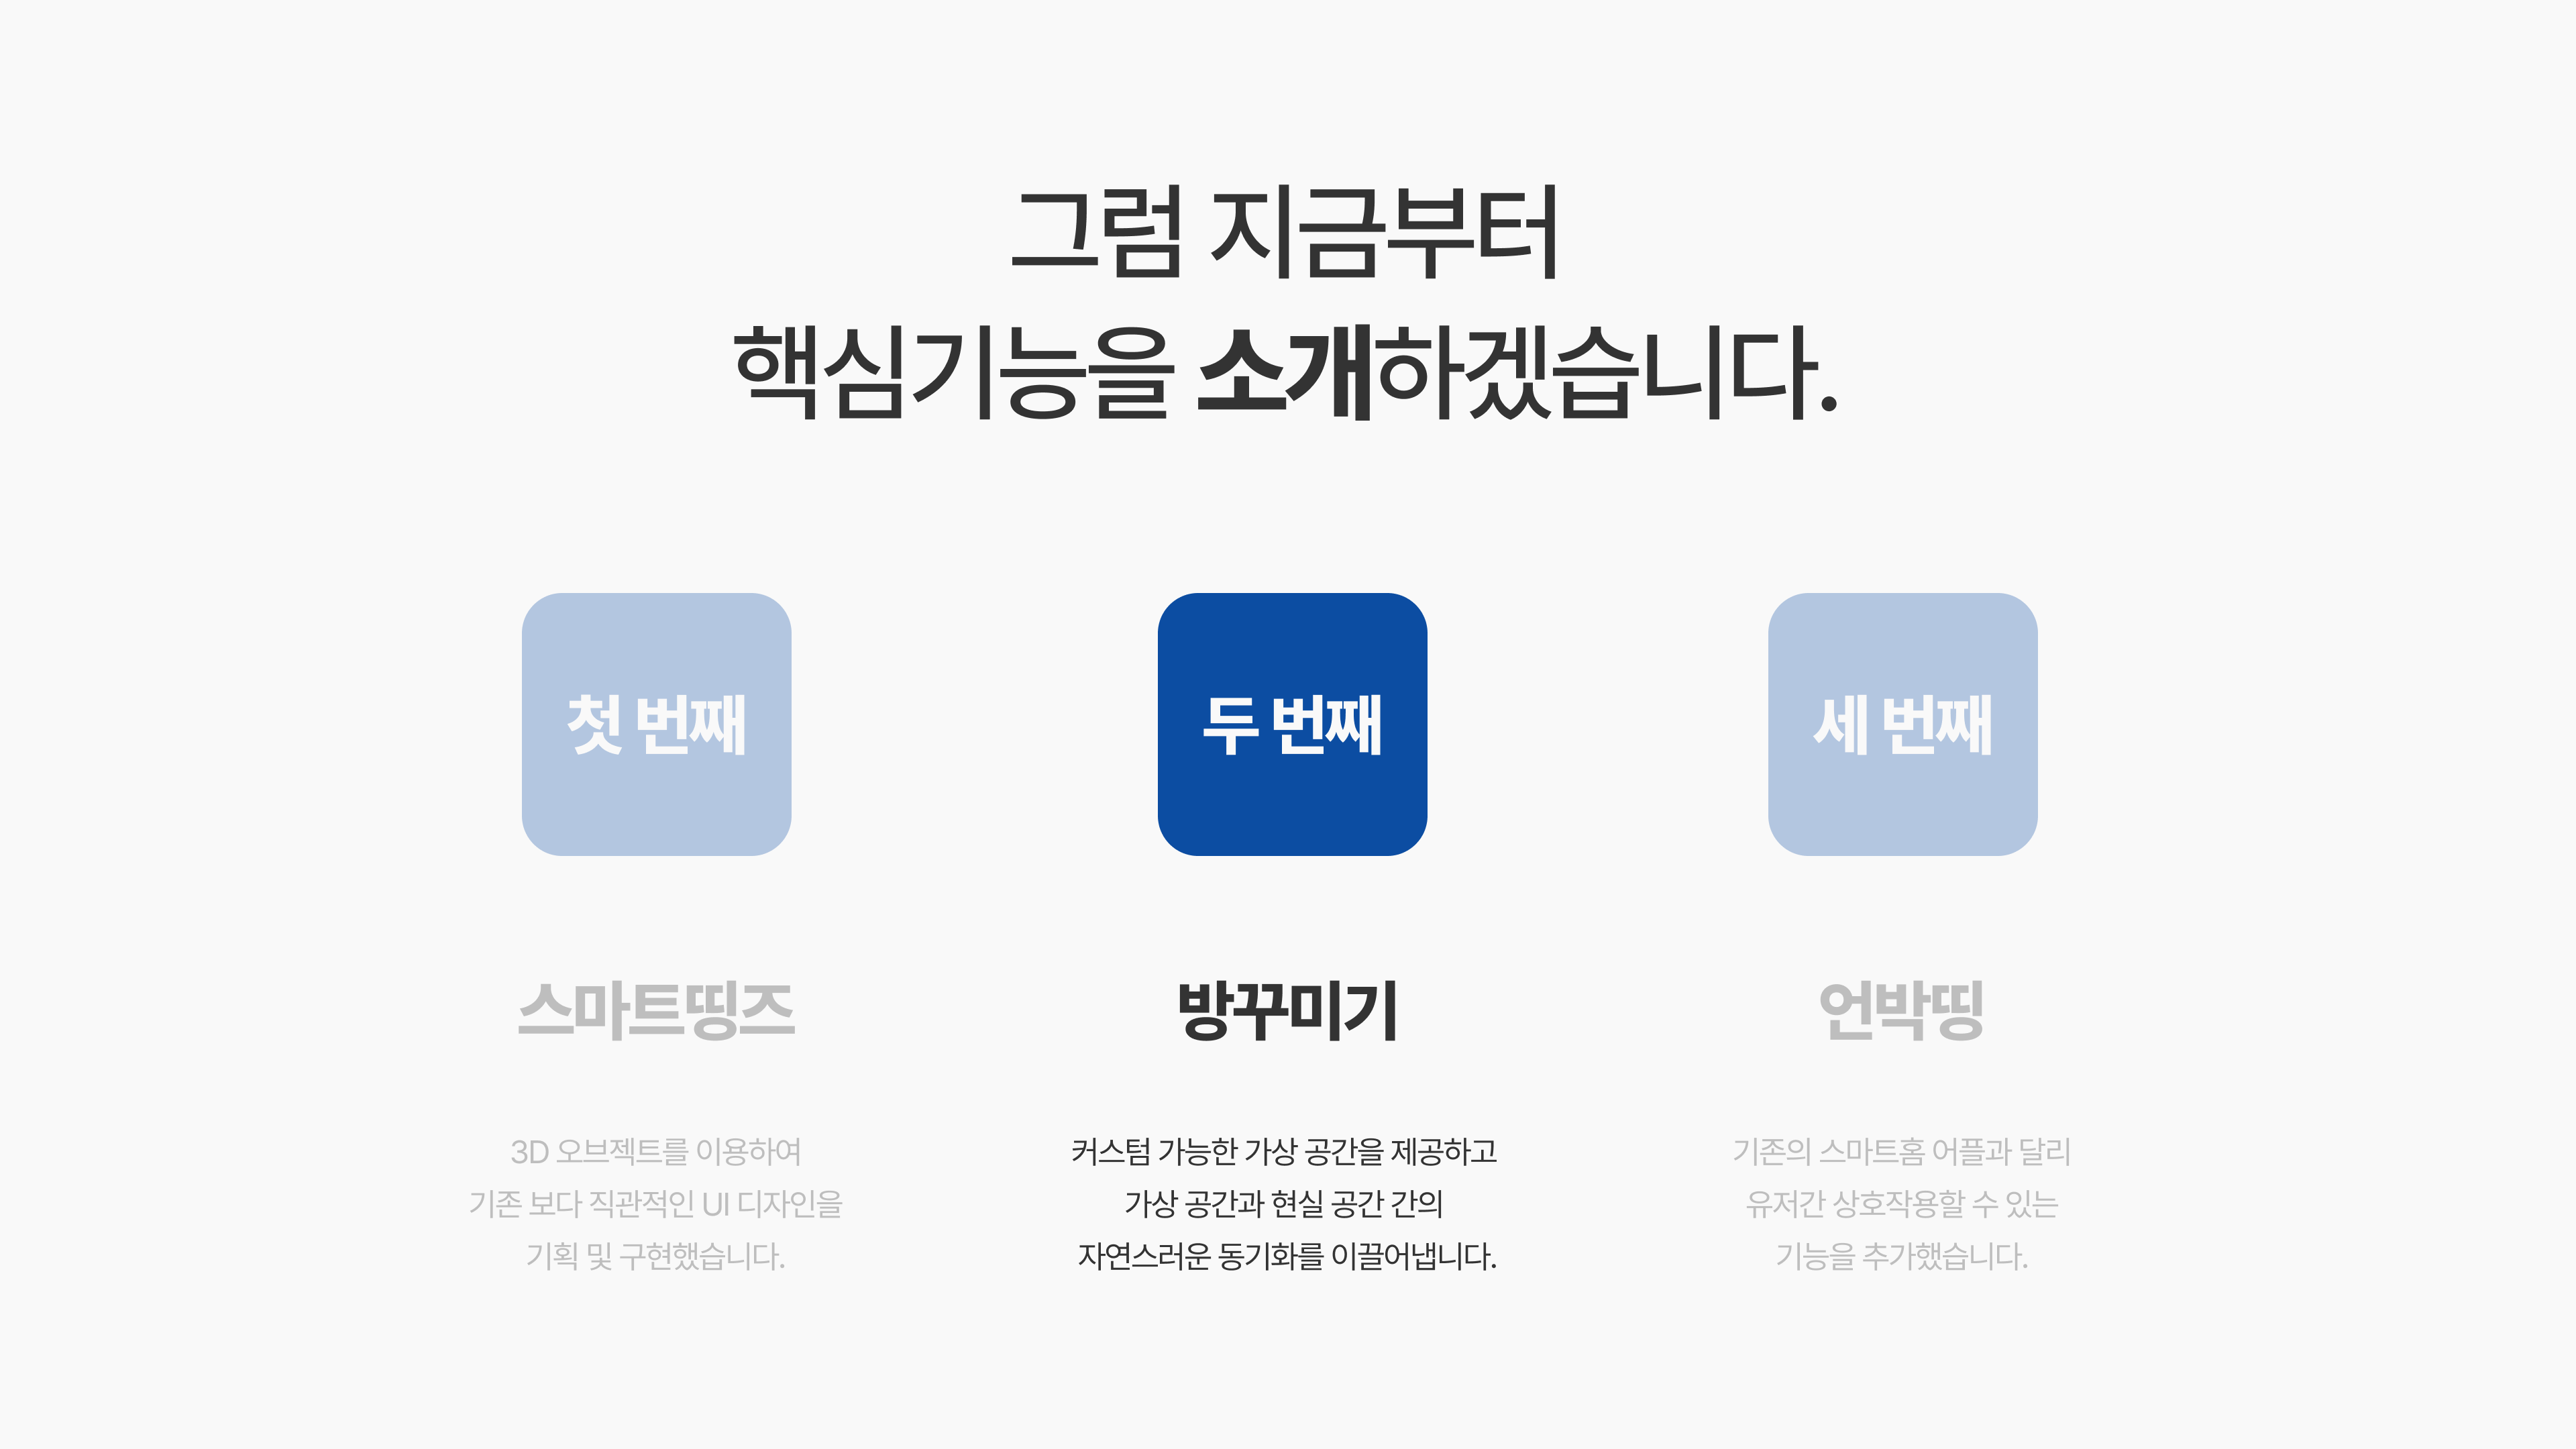 그럼 지금부터
핵심기능을 소개하겠습니다.
첫 번째
스마트띵즈
3D 오브젝트를 이용하여
기존 보다 직관적인 UI 디자인을
기획 및 구현했습니다.
두 번째
방꾸미기
커스텀 가능한 가상 공간을 제공하고
가상 공간과 현실 공간 간의
자연스러운 동기화를 이끌어냅니다.
세 번째
언박띵
기존의 스마트홈 어플과 달리
유저간 상호작용할 수 있는
기능을 추가했습니다.